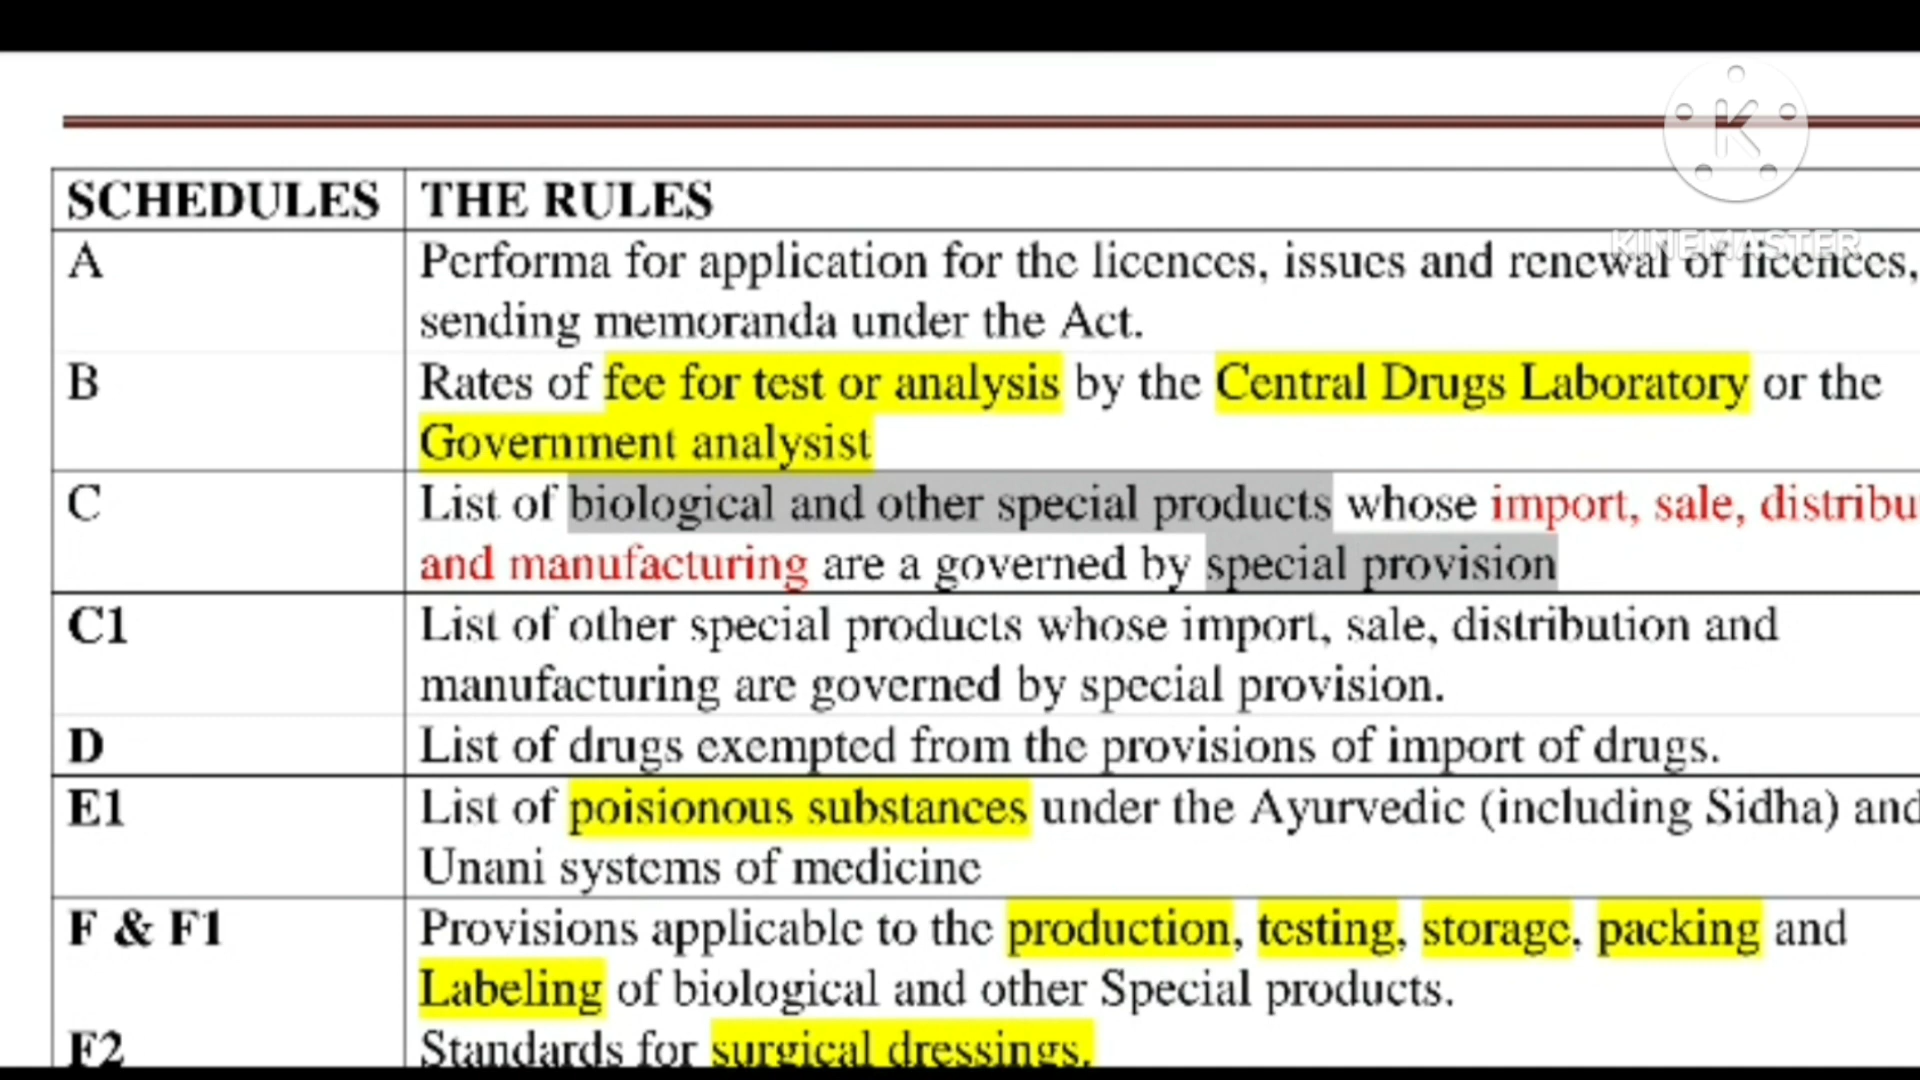 SCHEDULES THE RULES
A Performa for application for the licences, issues and renewal of licences,
sending memoranda under the Act.
B Rates of fee for test or analysis by the Central Drugs Laboratory or the
Government analysist
C List of biological and other special products whose import, sale, distribu
and manufacturing are a governed by special provision
C1 List of other special products whose import, sale, distribution and
manufacturing are governed by special provision.
D List of drugs exempted from the provisions of import of drugs.
E1 List of poisionous substances under the Ayurvedic (including Sidha) and
Unani systems of medicine
F & F1 Provisions applicable to the production, testing, storage, packing and
Labeling of biological and other Special products.
F2 Standards for surgical dressings.
K
KINEMASTER